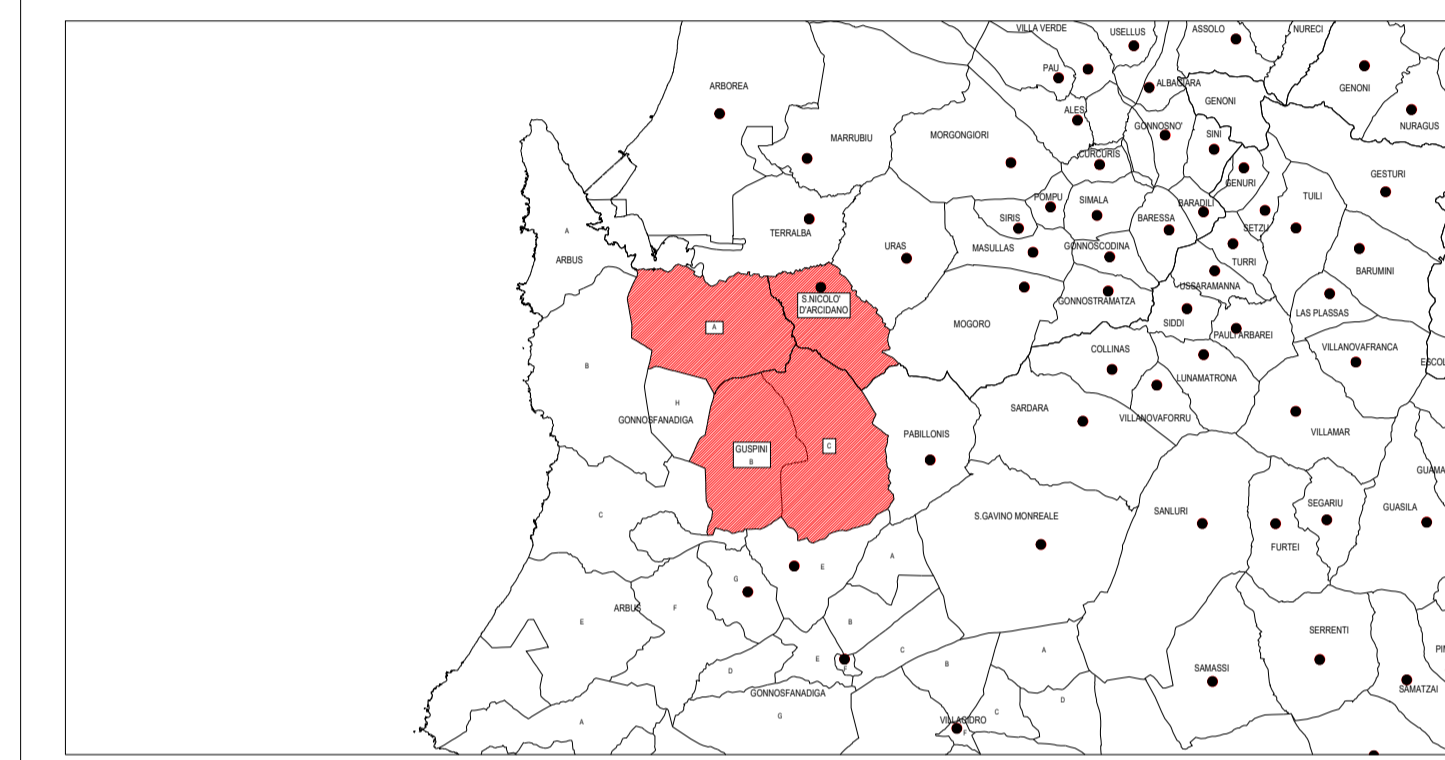 VILLA VERDE
USELLUS
ASSOLO
NURECI
PAU
ALBAGIARA
GENONI
GENONI
ARBOREA
ALES
NURAGUS
MARRUBIU
MORGONGIORI
GONNOSNO'
SINI
CURCURIS
GESTURI
GENURI
POMPU
SIMALA
BARADILI
TUILI
SIRIS
BARESSA
SETZU
A
TERRALBA
URAS
MASULLAS
GONNOSCODINA
ARBUS
TURRI
BARUMINI
USSARAMANNA
S.NICOLO'
D'ARCIDANO
GONNOSTRAMATZA
LAS PLASSAS
A
MOGORO
SIDDI
PAULI ARBAREI
COLLINAS
VILLANOVAFRANCA
ESCOL
B
LUNAMATRONA
H
SARDARA
GONNOSFANADIGA
VILLANOVAFORRU
PABILLONIS
VILLAMAR
C
GUSPINI
B
GUAMA
SEGARIU
GUASILA
C
S.GAVINO MONREALE
SANLURI
FURTEI
A
E
G
ARBUS
F
E
B
SERRENTI
C
A
PIM
E
F
B
D
SAMASSI
GONNOSFANADIGA
SAMATZAI
D
G
C
A
VILLACIDRO
F